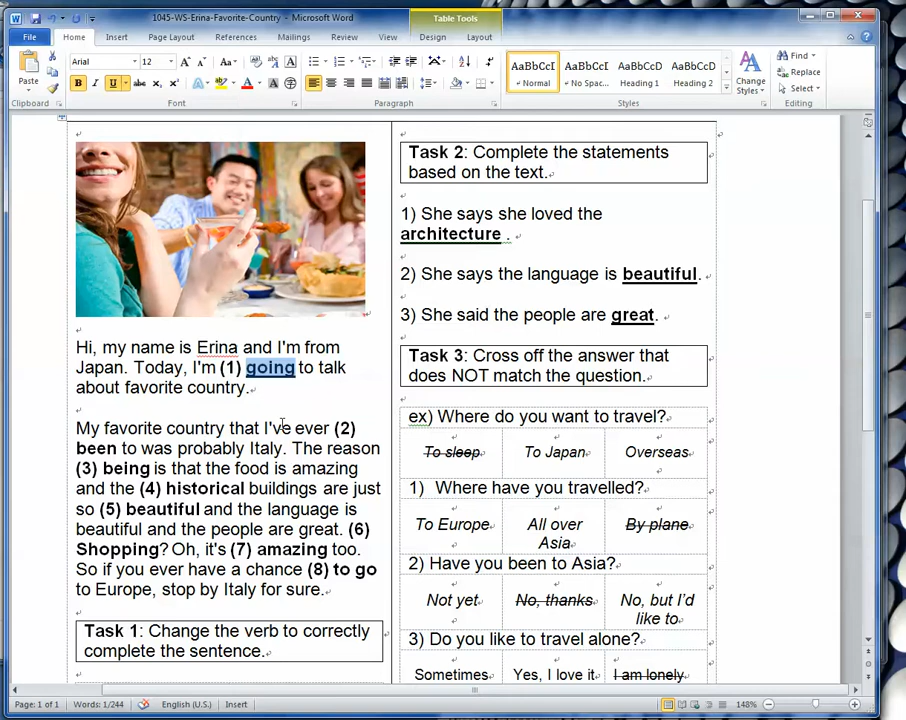 1045-WS-Erina-Favorite-Country - Microsoft Word
Table Tools
File Home Insert Page Layout References Mailings Review View Design Layout
Arial 12
Paste
Clipboard Font Paragraph Styles Editing
AaBbCcI Normal
AaBbCcI No Spac...
AaBbCcI Heading 1
AaBbCcI Heading 2
Change Styles
Find
Replace
Select
Hi, my name is Erina and I'm from
Japan. Today, I'm (1) going to talk
about favorite country.
My favorite country that I've ever (2)
been to was probably Italy. The reason
(3) being is that the food is amazing
and the (4) historical buildings are just
so (5) beautiful and the language is
beautiful and the people are great. (6)
Shopping? Oh, it's (7) amazing too.
So if you ever have a chance (8) to go
to Europe, stop by Italy for sure.
Task 1: Change the verb to correctly
complete the sentence.
Task 2: Complete the statements
based on the text.
1) She says she loved the
architecture .
2) She says the language is beautiful.
3) She said the people are great.
Task 3: Cross off the answer that
does NOT match the question.
ex) Where do you want to travel?
To sleep To Japan Overseas
1) Where have you travelled?
To Europe All over Asia By plane
2) Have you been to Asia?
Not yet No, thanks No, but I'd like to
3) Do you like to travel alone?
Sometimes Yes, I love it I am lonely
Page: 1 of 1 Words: 1/244 English (U.S.) Insert 148%